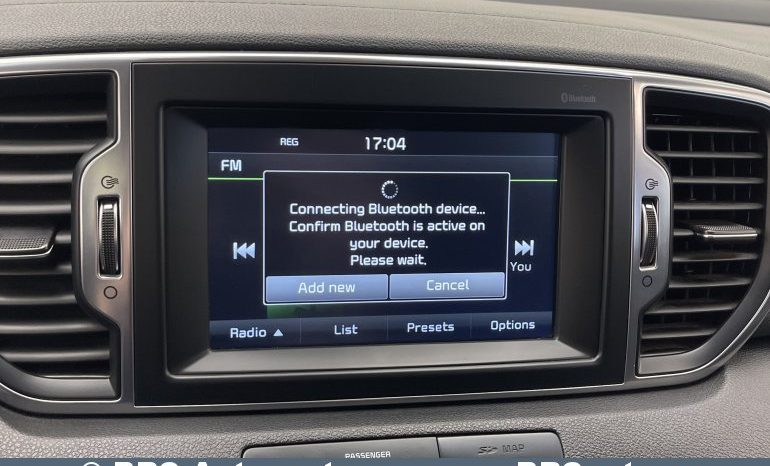 Bluetooth
REG 17:04
FM
Connecting Bluetooth device...
Confirm Bluetooth is active on
your device.
Please wait.
You
Add new Cancel
Radio ▲ List Presets Options
PASSENGER
MAP